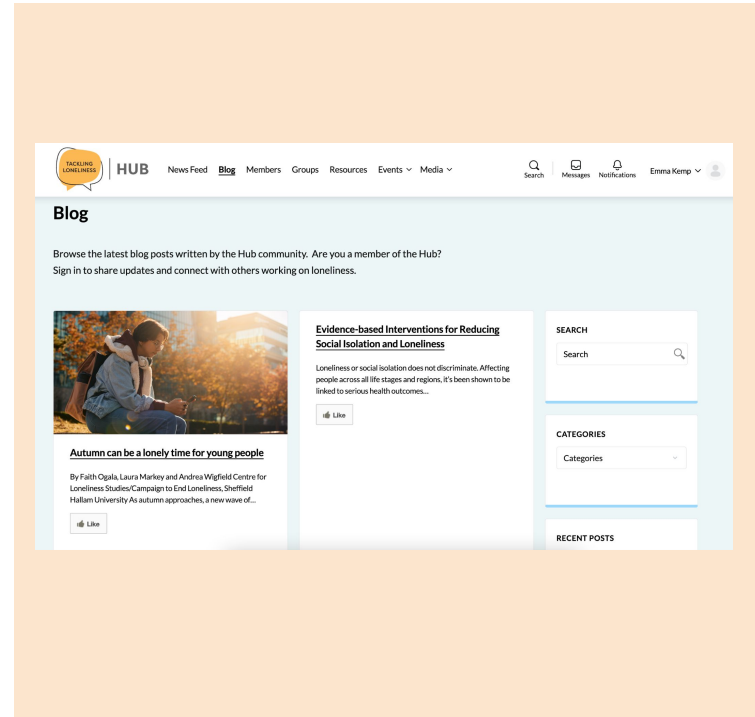 TACKLING
LONELINESS
HUB
News Feed
Blog
Members
Groups
Resources
Events
Media
Search
Messages
Notifications
Emma Kemp
Blog
Browse the latest blog posts written by the Hub community. Are you a member of the Hub?
Sign in to share updates and connect with others working on loneliness.
Autumn can be a lonely time for young people
By Faith Ogala, Laura Markey and Andrea Wigfield Centre for
Loneliness Studies/Campaign to End Loneliness, Sheffield
Hallam University As autumn approaches, a new wave of...
Like
Evidence-based Interventions for Reducing
Social Isolation and Loneliness
Loneliness or social isolation does not discriminate. Affecting
people across all life stages and regions, it's been shown to be
linked to serious health outcomes...
Like
SEARCH
Search
CATEGORIES
Categories
RECENT POSTS